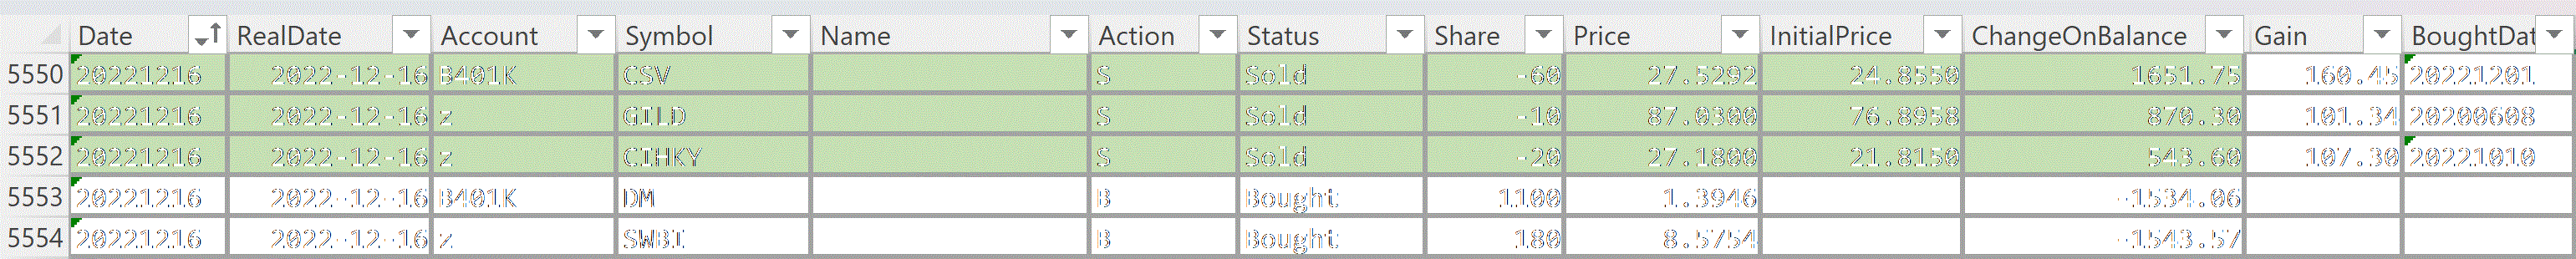 Date RealDate Account Symbol Name Action Status Share Price InitialPrice ChangeOnBalance Gain BoughtDat
5550 20221216 2022-12-16 B401K CSV S Sold -60 27.5292 24.8550 1651.75 160.45 20221201
5551 20221216 2022-12-16 z GILD S Sold -10 87.0300 76.8958 870.30 101.34 20200608
5552 20221216 2022-12-16 z CIHKY S Sold -20 27.1800 21.8150 543.60 107.30 20221010
5553 20221216 2022-12-16 B401K DM B Bought 1100 1.3946 -1534.06
5554 20221216 2022-12-16 z SWBI B Bought 180 8.5754 -1543.57